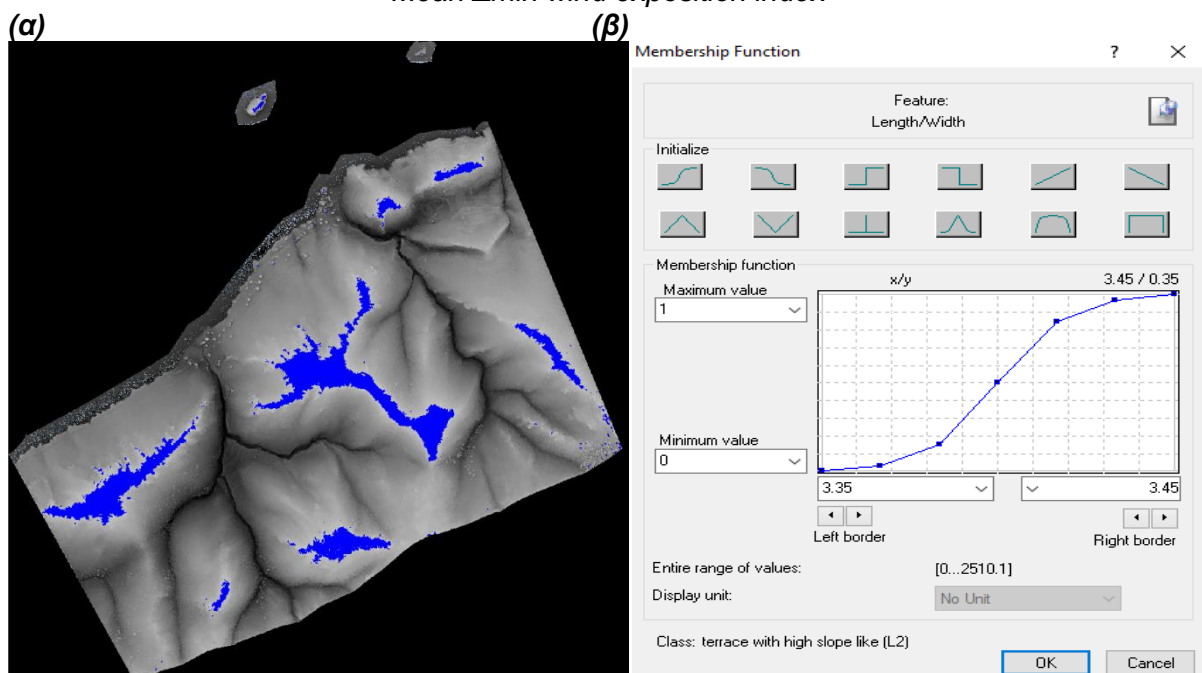 Mean Σmin wind exposition index
(α) (β)
Membership Function ? ×
Feature:
Length/Width
Initialize
Membership function
x/y 3.45 / 0.35
Maximum value
1
Minimum value
0
3.35 3.45
Left border Right border
Entire range of values: [0...2510.1]
Display unit: No Unit
Class: terrace with high slope like (L2)
OK Cancel